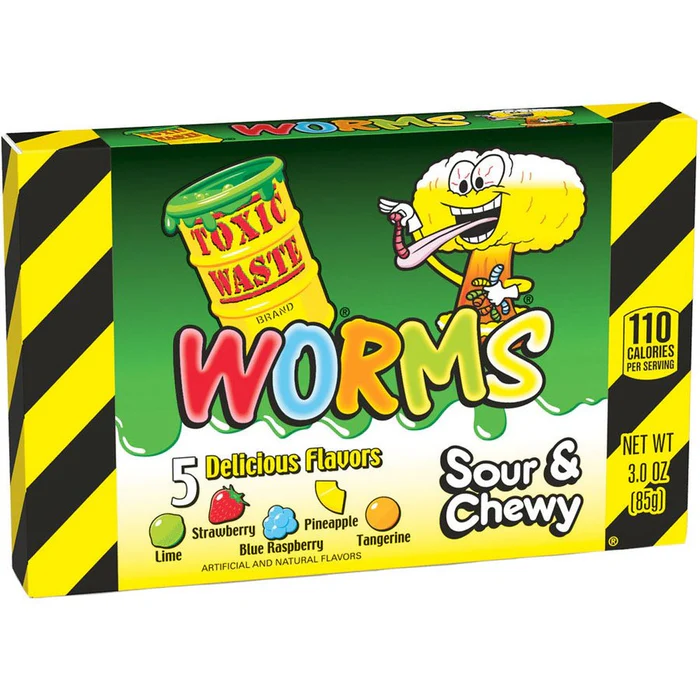 WORMS
TOXIC
WASTE
BRAND
®
WORMS®
5 Delicious Flavors
Lime
Strawberry
Blue Raspberry
Pineapple
Tangerine
ARTIFICIAL AND NATURAL FLAVORS
Sour &
Chewy
110
CALORIES
PER SERVING
NET WT
3.0 OZ
(85g)
®